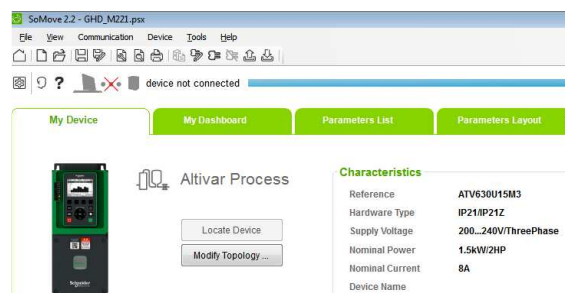 SoMove 2.2 - GHD_M2Z1.psx
File View Communication Device Tools Help
? device not connected
My Device My Dashboard Parameters List Parameters Layout
Altivar Process
Locate Device
Modify Topology ...
Characteristics
Reference ATV630U15M3
Hardware Type IP21/IP21Z
Supply Voltage 200...240V/ThreePhase
Nominal Power 1.5kW/2HP
Nominal Current 8A
Device Name
Schneider